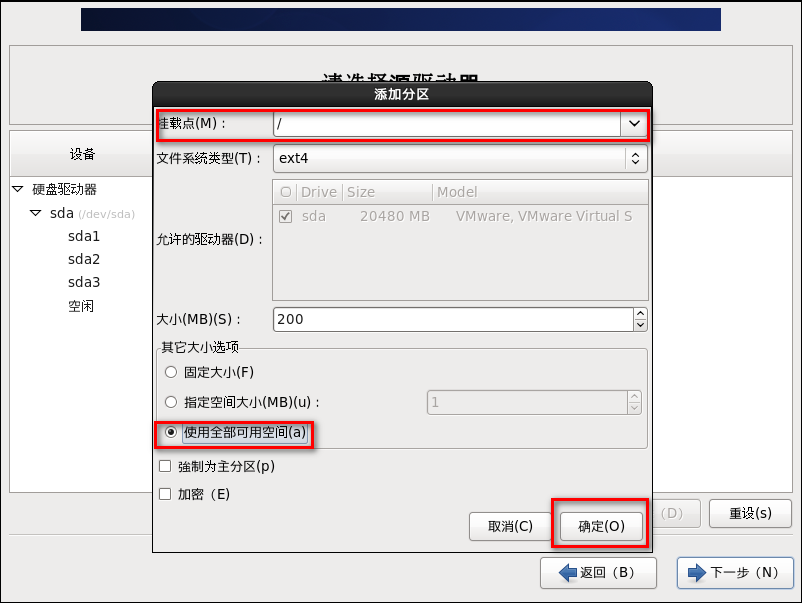 请选择源驱动器
添加分区
挂载点(M)：
/
文件系统类型(T)：
ext4
允许的驱动器(D)：
Drive Size Model
sda 20480 MB VMware, VMware Virtual S
大小(MB)(S)：
200
其它大小选项
固定大小(F)
指定空间大小(MB)(u)：
1
使用全部可用空间(a)
強制为主分区(p)
加密（E)
取消(C)
确定(O)
设备
硬盘驱动器
sda (/dev/sda)
sda1
sda2
sda3
空闲
(D)
重设(s)
返回（B）
下一步（N）